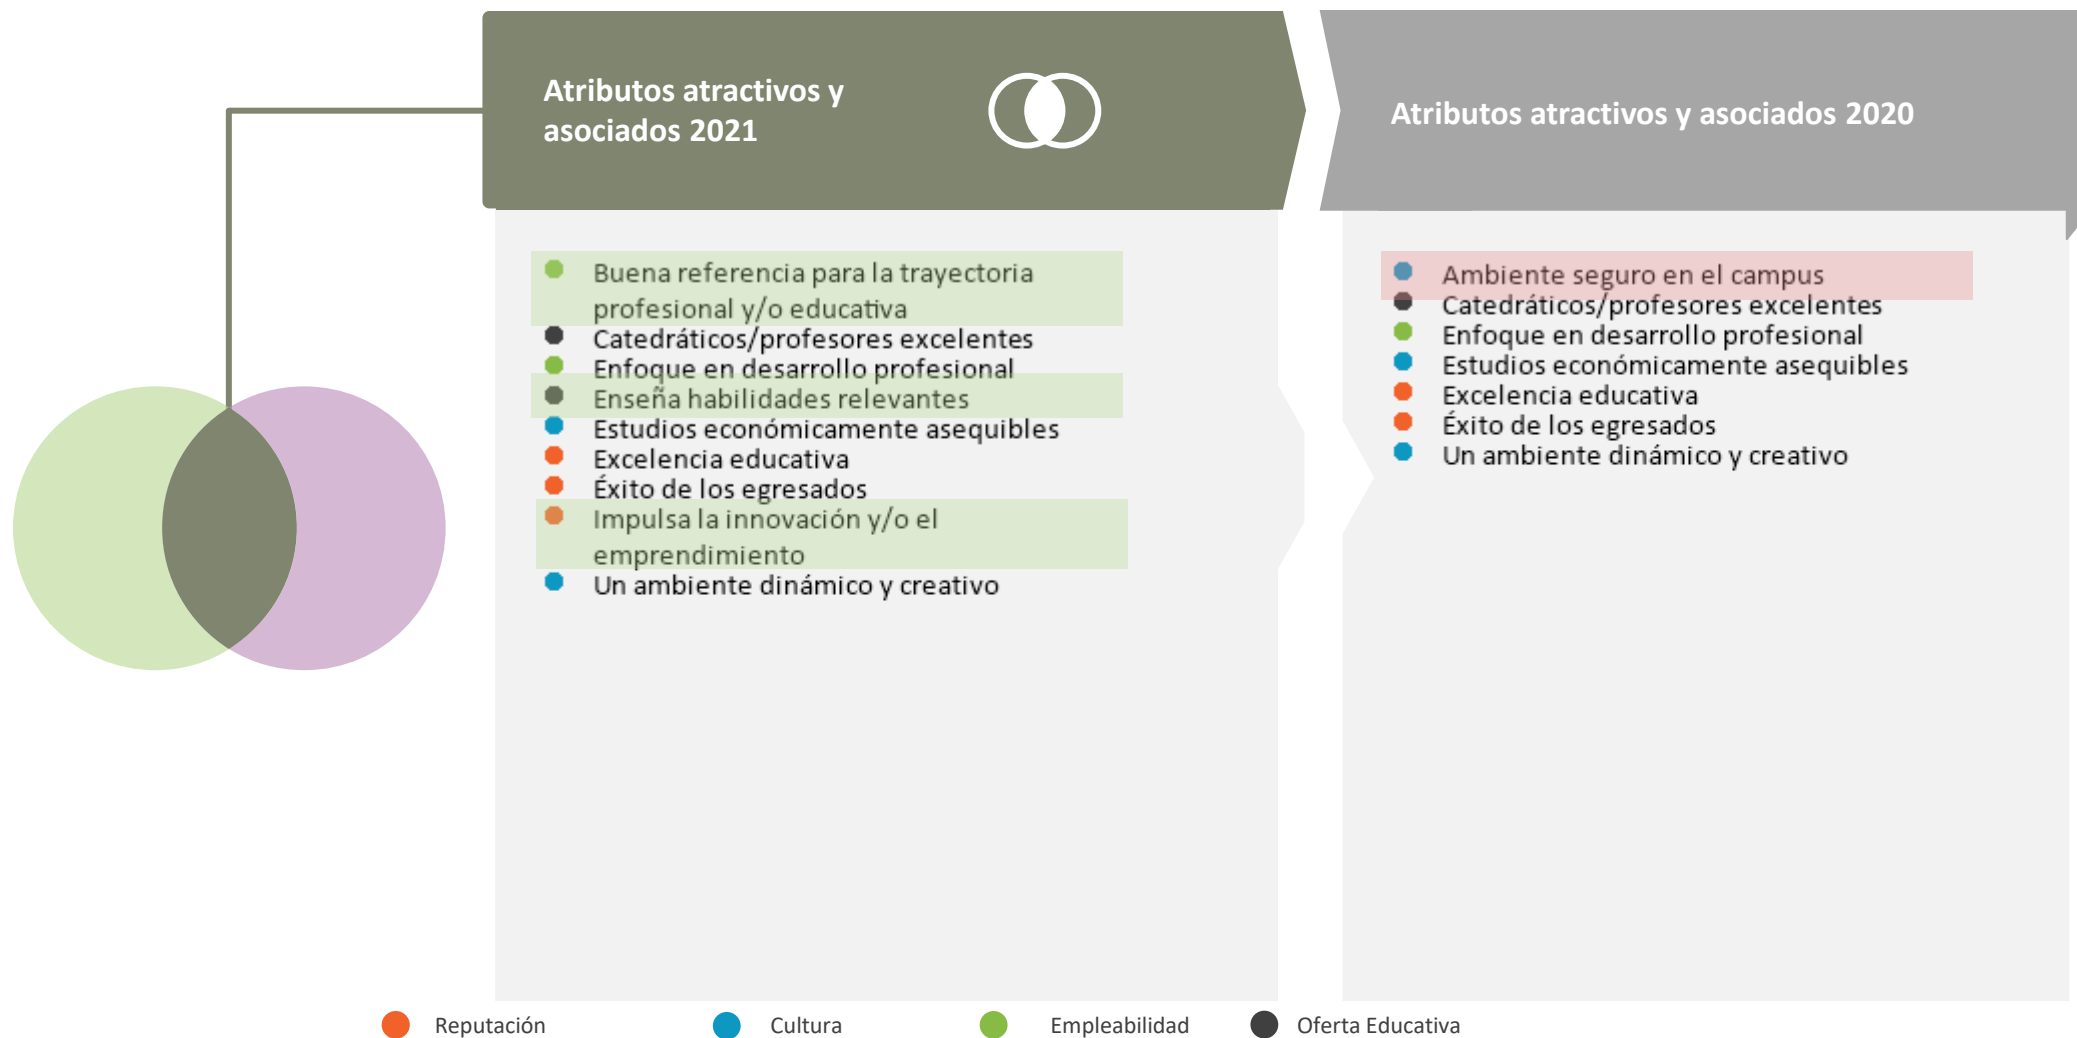 Atributos atractivos y
asociados 2021
Atributos atractivos y asociados 2020
Buena referencia para la trayectoria
profesional y/o educativa
Catedráticos/profesores excelentes
Enfoque en desarrollo profesional
Enseña habilidades relevantes
Estudios económicamente asequibles
Excelencia educativa
Éxito de los egresados
Impulsa la innovación y/o el
emprendimiento
Un ambiente dinámico y creativo
Ambiente seguro en el campus
Catedráticos/profesores excelentes
Enfoque en desarrollo profesional
Estudios económicamente asequibles
Excelencia educativa
Éxito de los egresados
Un ambiente dinámico y creativo
Reputación
Cultura
Empleabilidad
Oferta Educativa